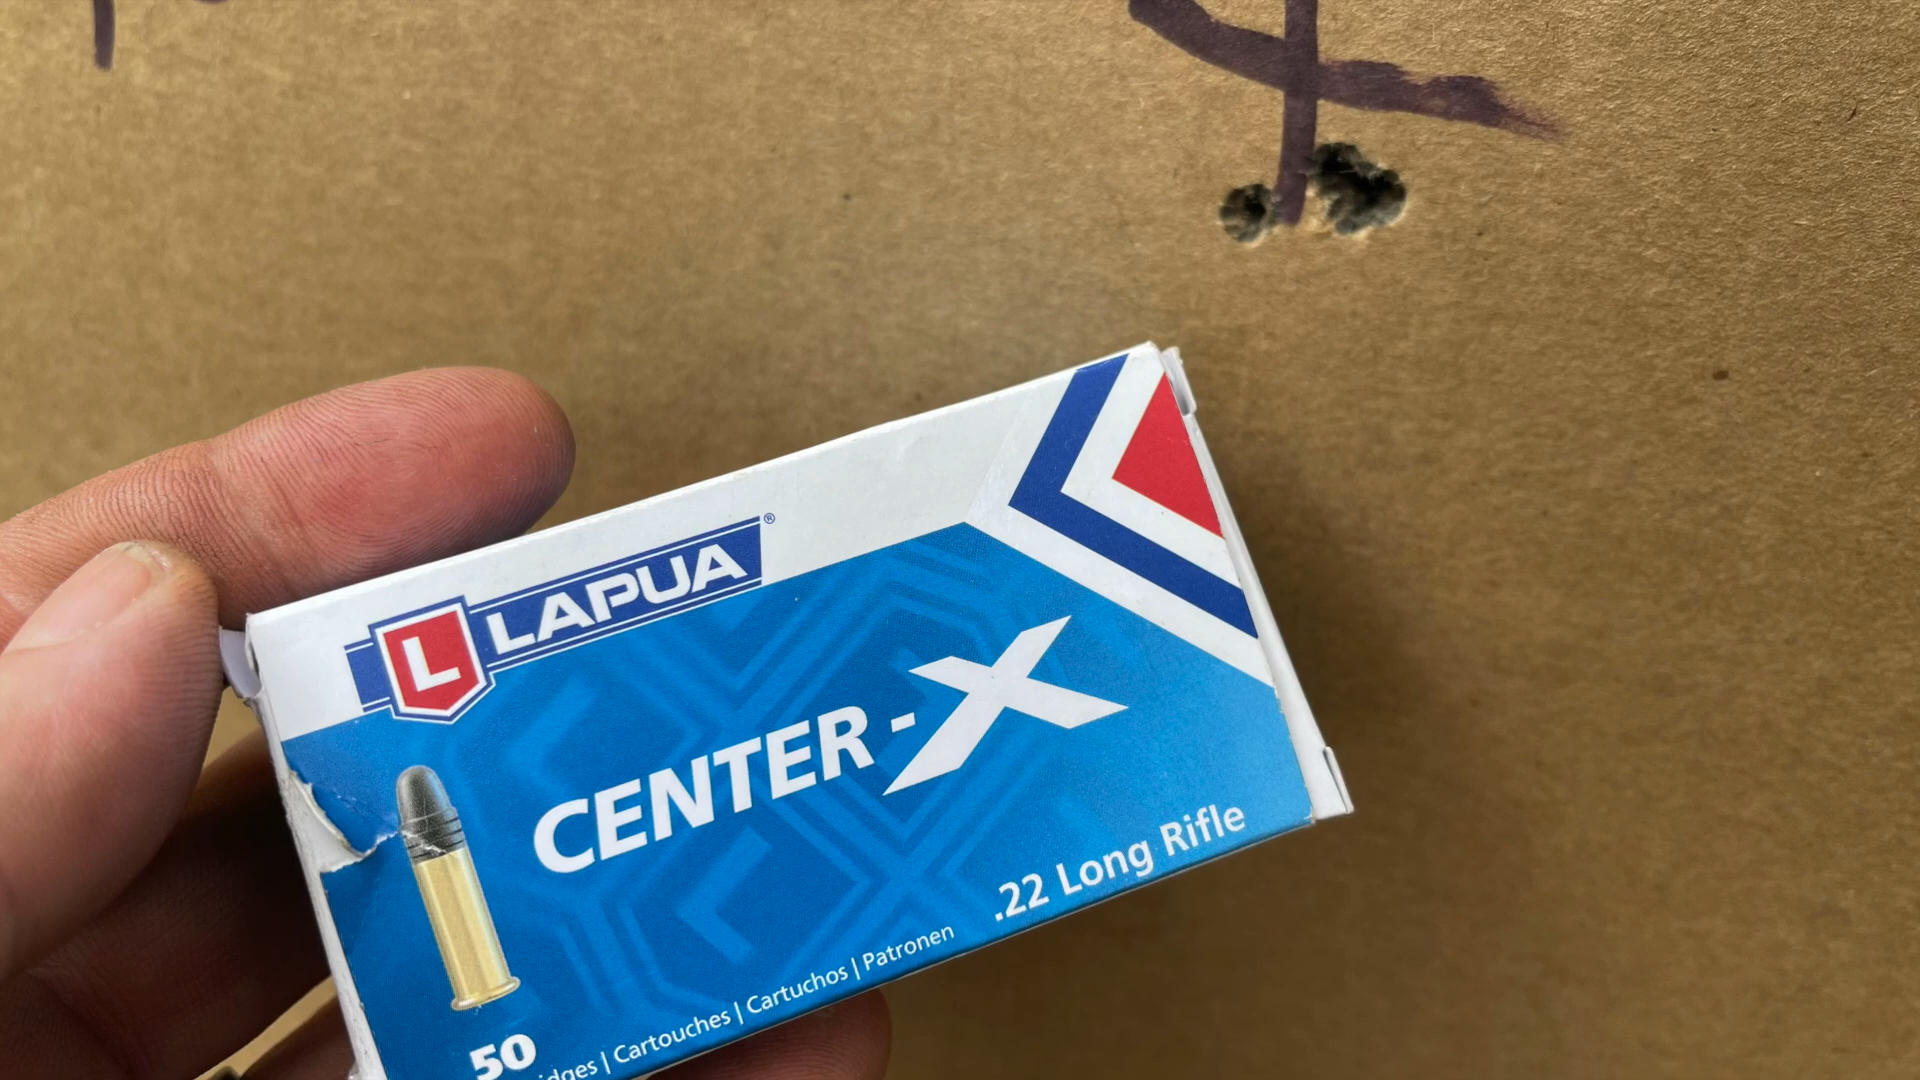 L LAPUA®
CENTER-X
.22 Long Rifle
50
Cartouches | Cartuchos | Patronen